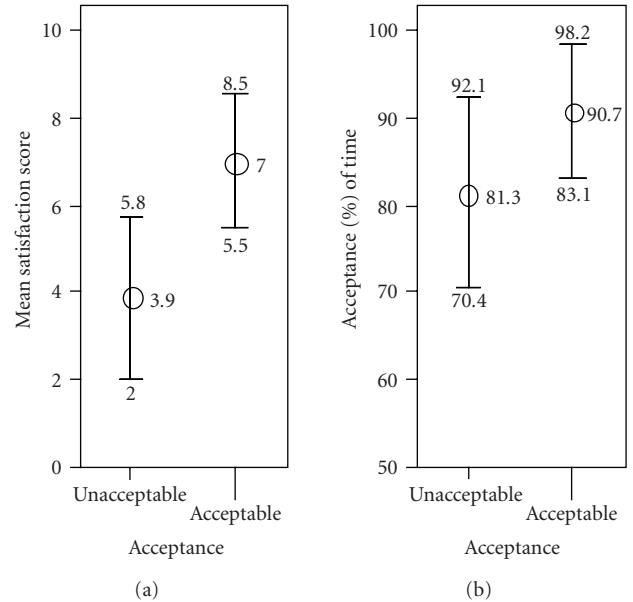 Mean satisfaction score
10
8
6
4
2
0
8.5
7
5.5
5.8
3.9
2
Unacceptable
Acceptable
Acceptance
(a)
Acceptance (%) of time
100
90
80
70
60
50
98.2
90.7
83.1
92.1
81.3
70.4
Unacceptable
Acceptable
Acceptance
(b)